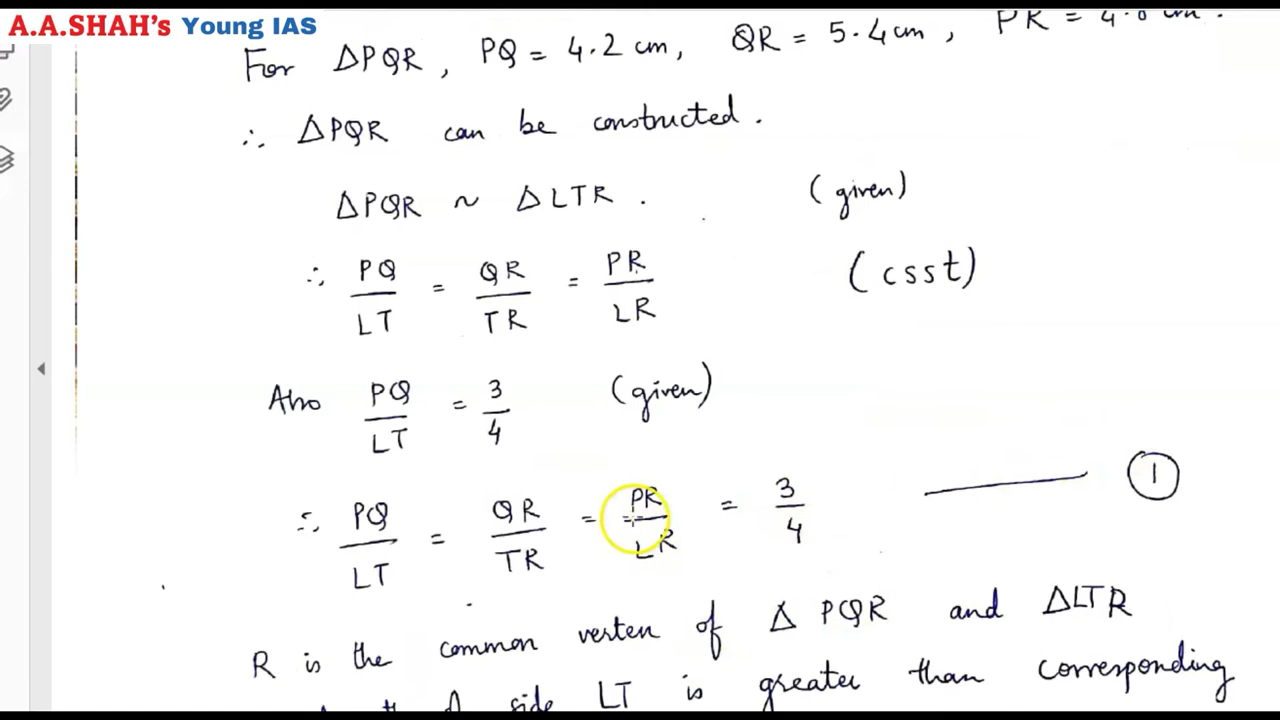 A.A.SHAH's Young IAS
For ΔPQR, PQ = 4.2 cm, QR = 5.4 cm, PR =
∴ ΔPQR can be constructed.
ΔPQR ~ ΔLTR. (given)
∴ PQ/LT = QR/TR = PR/LR (csst)
Also PQ/LT = 3/4 (given)
∴ PQ/LT = QR/TR = PR/LR = 3/4 ——— ①
R is the common verten of Δ PQR and ΔLTR
side LT is greater than corresponding